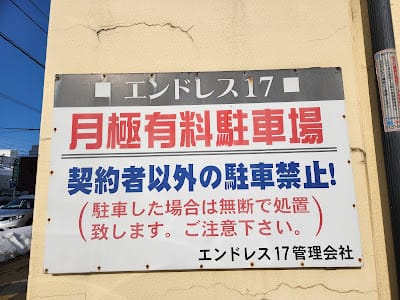 ■エンドレス17■
月極有料駐車場
契約者以外の駐車禁止!
(駐車した場合は無断で処置
致します。ご注意下さい。)
エンドレス17管理会社